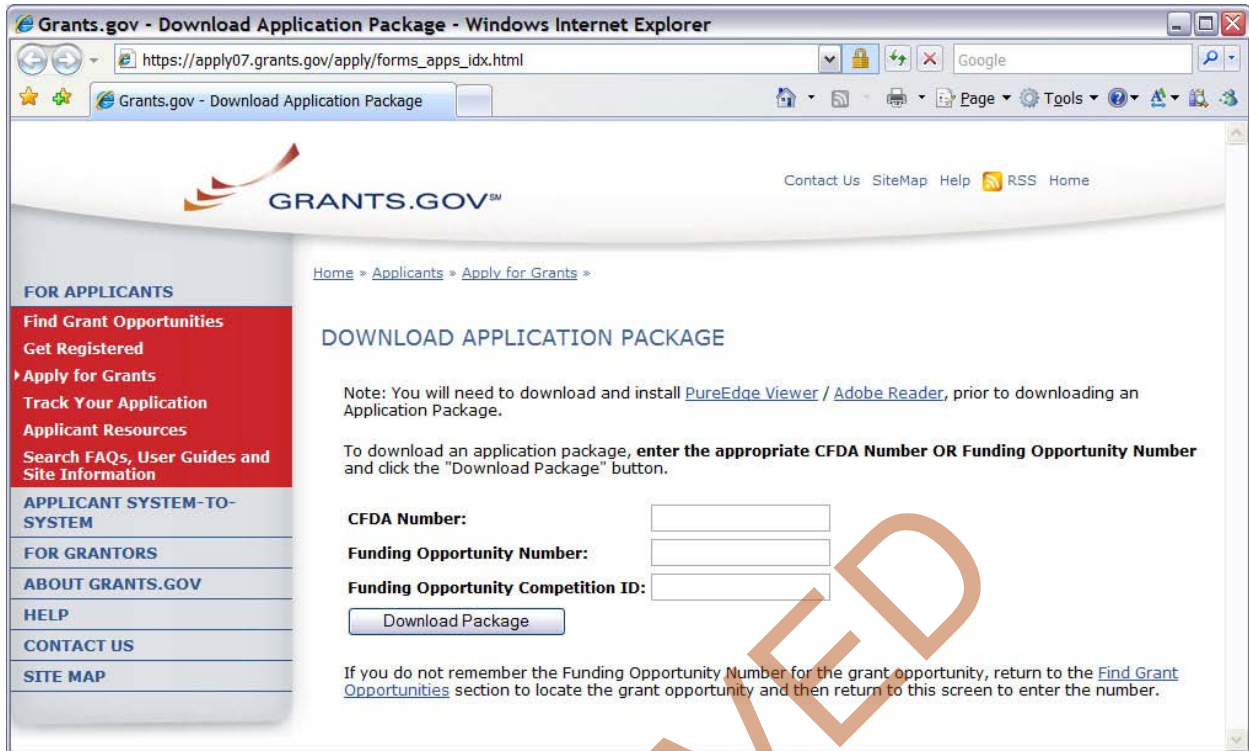 Grants.gov - Download Application Package - Windows Internet Explorer
https://apply07.grants.gov/apply/forms_apps_idx.html
Google
Grants.gov - Download Application Package
Page
Tools
GRANTS.GOV℠
Contact Us SiteMap Help RSS Home
Home » Applicants » Apply for Grants »
FOR APPLICANTS
Find Grant Opportunities
Get Registered
Apply for Grants
Track Your Application
Applicant Resources
Search FAQs, User Guides and
Site Information
APPLICANT SYSTEM-TO-
SYSTEM
FOR GRANTORS
ABOUT GRANTS.GOV
HELP
CONTACT US
SITE MAP
DOWNLOAD APPLICATION PACKAGE
Note: You will need to download and install PureEdge Viewer / Adobe Reader, prior to downloading an
Application Package.
To download an application package, enter the appropriate CFDA Number OR Funding Opportunity Number
and click the "Download Package" button.
CFDA Number:
Funding Opportunity Number:
Funding Opportunity Competition ID:
Download Package
If you do not remember the Funding Opportunity Number for the grant opportunity, return to the Find Grant
Opportunities section to locate the grant opportunity and then return to this screen to enter the number.